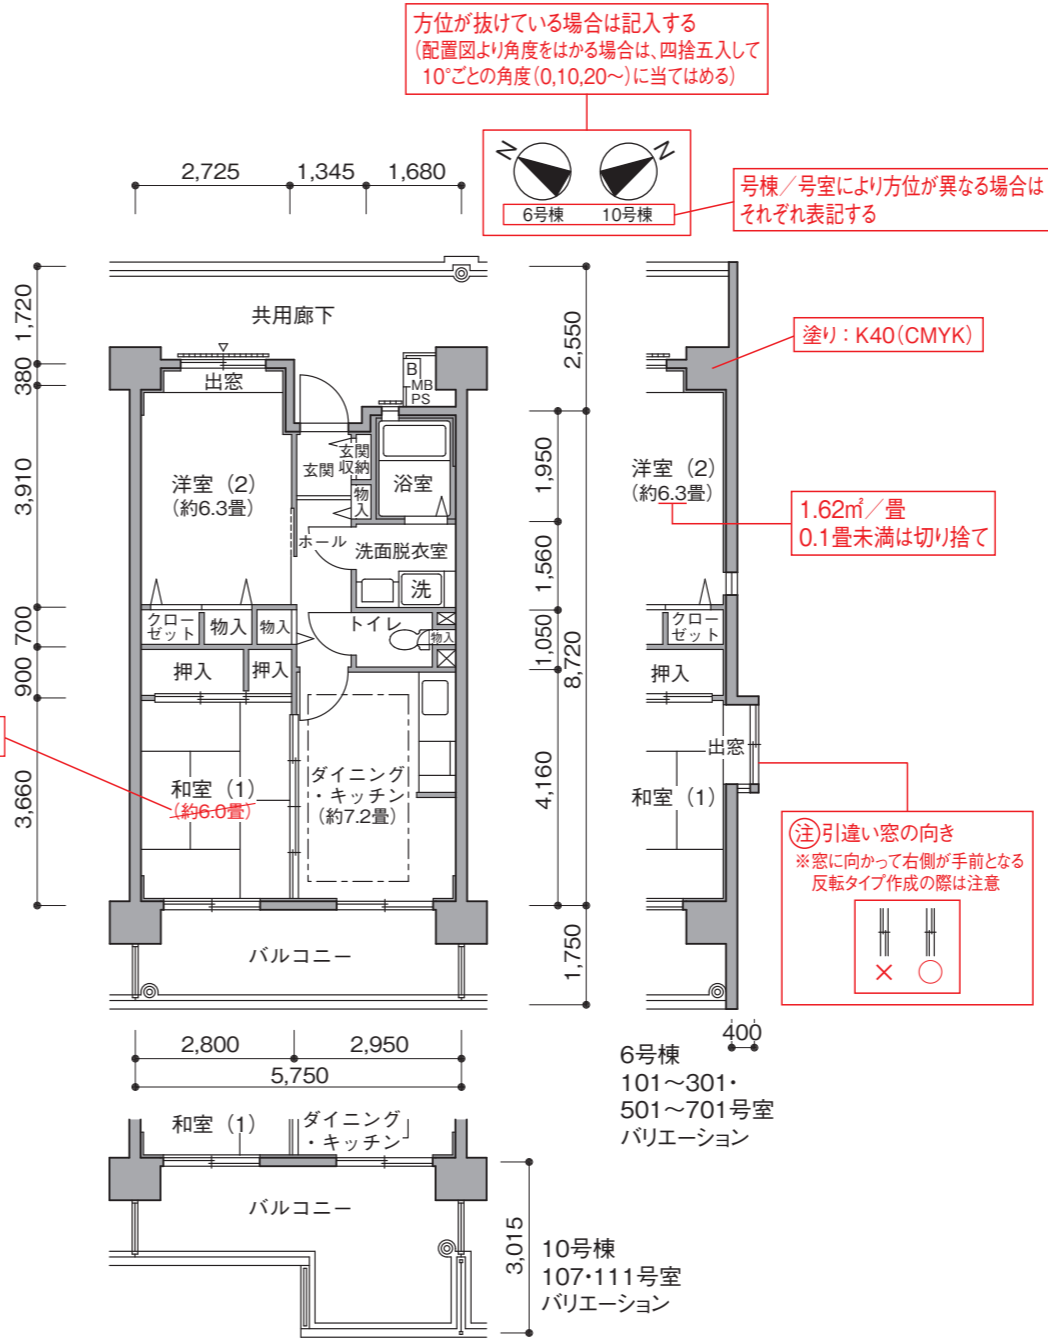 方位が抜けている場合は記入する
(配置図より角度をはかる場合は、四捨五入して
10°ごとの角度(0,10,20〜)に当てはめる)
N
N
6号棟
10号棟
号棟／号室により方位が異なる場合は
それぞれ表記する
2,725
1,345
1,680
1,720
380
3,910
700
900
3,660
共用廊下
出窓
B
MB
PS
玄関
玄関
収納
物入
浴室
洋室（2）
(約6.3畳)
ホール
洗面脱衣室
洗
クロー
ゼット
物入
物入
トイレ
物入
押入
押入
和室（1）
(約6.0畳)
ダイニング
・キッチン
(約7.2畳)
バルコニー
2,550
1,950
1,560
1,050
8,720
4,160
1,750
塗り：K40(CMYK)
洋室（2）
(約6.3畳)
1.62㎡／畳
0.1畳未満は切り捨て
クロー
ゼット
押入
出窓
和室（1）
注 引違い窓の向き
※窓に向かって右側が手前となる
反転タイプ作成の際は注意
× ○
400
6号棟
101〜301・
501〜701号室
バリエーション
2,800
2,950
5,750
和室（1）
ダイニング
・キッチン
バルコニー
3,015
10号棟
107・111号室
バリエーション